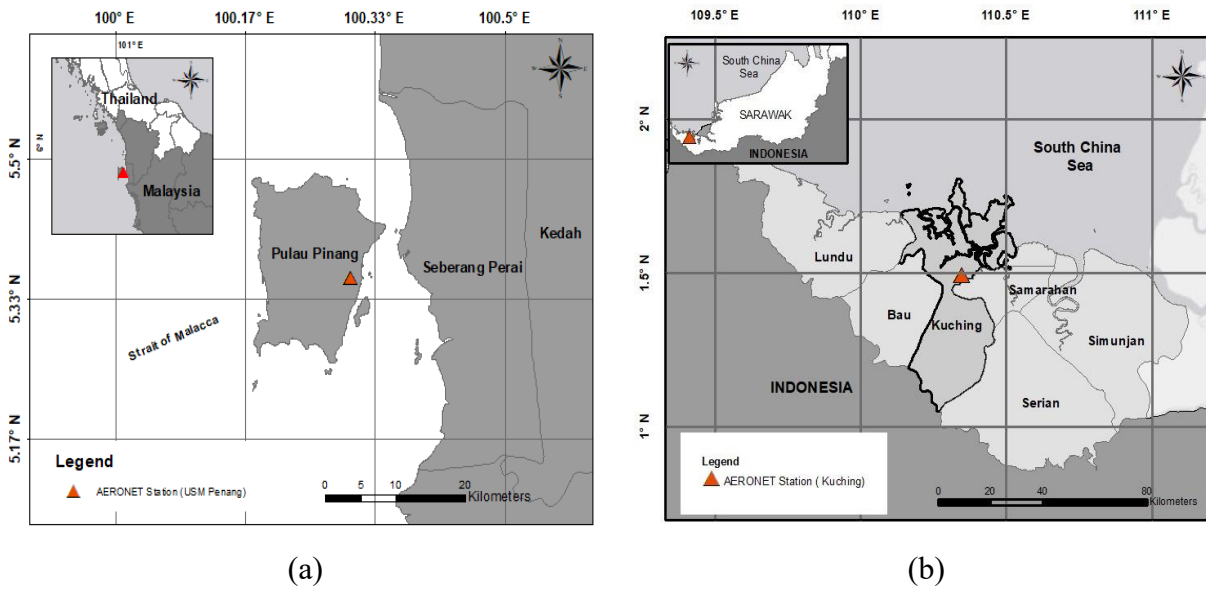 100° E
100.17° E
100.33° E
100.5° E
101° E
6° N
Thailand
Malaysia
5.5° N
5.33° N
5.17° N
Pulau Pinang
Kedah
Seberang Perai
Strait of Malacca
Legend
AERONET Station (USM Penang)
0 5 10 20
Kilometers
(a)
109.5° E
110° E
110.5° E
111° E
South China
Sea
SARAWAK
INDONESIA
2° N
1.5° N
1° N
South China
Sea
Lundu
Samarahan
Bau
Kuching
Simunjan
INDONESIA
Serian
Legend
AERONET Station ( Kuching)
0 20 40 80
Kilometers
(b)